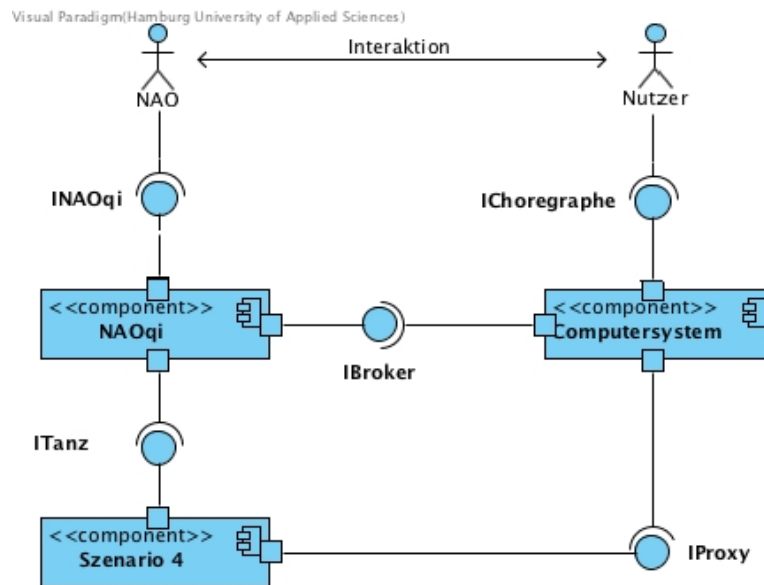 Visual Paradigm(Hamburg University of Applied Sciences)
Interaktion
NAO
Nutzer
INAOqi
IChoregraphe
<<component>>
NAOqi
<<component>>
Computersystem
IBroker
ITanz
<<component>>
Szenario 4
IProxy